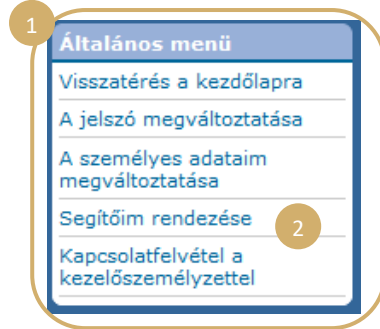 1
Általános menü
Visszatérés a kezdőlapra
A jelszó megváltoztatása
A személyes adataim
megváltoztatása
Segítőim rendezése
2
Kapcsolatfelvétel a
kezelőszemélyzettel